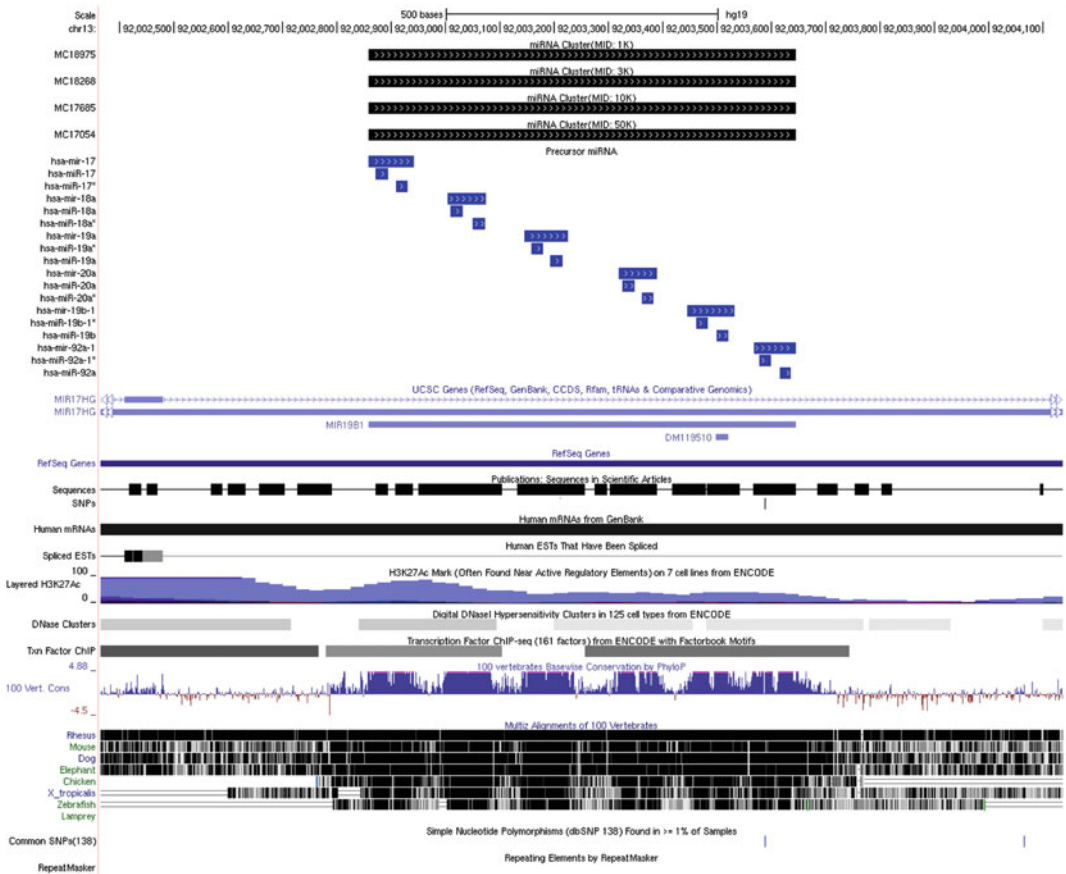 Scale 500 bases hg19
chr13: 92,002,500 92,002,600 92,002,700 92,002,800 92,002,900 92,003,000 92,003,100 92,003,200 92,003,300 92,003,400 92,003,500 92,003,600 92,003,700 92,003,800 92,003,900 92,004,000 92,004,100
miRNA Cluster(MID: 1K)
MC18975
miRNA Cluster(MID: 3K)
MC18268
miRNA Cluster(MID: 10K)
MC17685
miRNA Cluster(MID: 50K)
MC17054
Precursor miRNA
hsa-mir-17
hsa-miR-17
hsa-miR-17*
hsa-mir-18a
hsa-miR-18a
hsa-miR-18a*
hsa-mir-19a
hsa-miR-19a*
hsa-miR-19a
hsa-mir-20a
hsa-miR-20a
hsa-miR-20a*
hsa-mir-19b-1
hsa-miR-19b-1*
hsa-miR-19b
hsa-mir-92a-1
hsa-miR-92a-1*
hsa-miR-92a
UCSC Genes (RefSeq, GenBank, CCDS, Rfam, tRNAs & Comparative Genomics)
MIR17HG
MIR17HG
MIR19B1
DM119510
RefSeq Genes
RefSeq Genes
Publications: Sequences in Scientific Articles
Sequences
SNPs
Human mRNAs from GenBank
Human mRNAs
Human ESTs That Have Been Spliced
Spliced ESTs
100 _
H3K27Ac Mark (Often Found Near Active Regulatory Elements) on 7 cell lines from ENCODE
Layered H3K27Ac
0 _
Digital DNaseI Hypersensitivity Clusters in 125 cell types from ENCODE
DNase Clusters
Transcription Factor ChIP-seq (161 factors) from ENCODE with Factorbook Motifs
Txn Factor ChIP
4.88 _
100 vertebrates Basewise Conservation by PhyloP
100 Vert. Cons
-4.5 _
Multiz Alignments of 100 Vertebrates
Rhesus
Mouse
Dog
Elephant
Chicken
X_tropicalis
Zebrafish
Lamprey
Simple Nucleotide Polymorphisms (dbSNP 138) Found in >= 1% of Samples
Common SNPs(138)
Repeating Elements by RepeatMasker
RepeatMasker